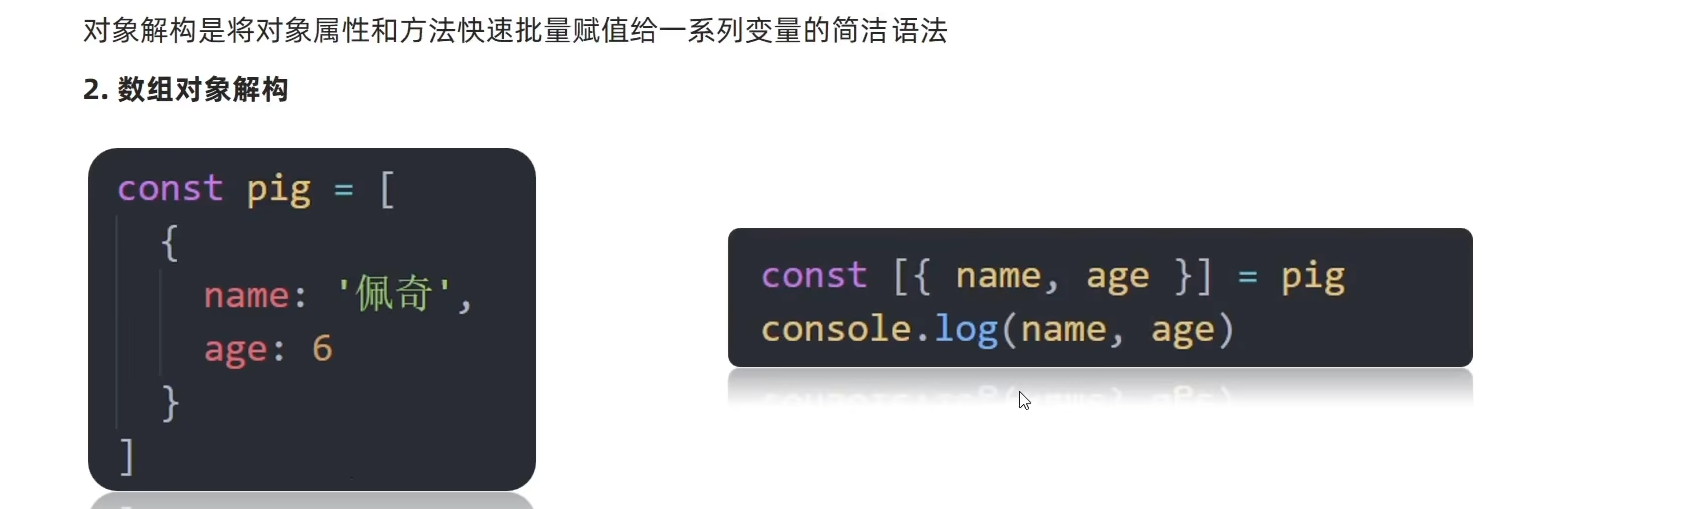 对象解构是将对象属性和方法快速批量赋值给一系列变量的简洁语法
2. 数组对象解构
const pig = [
{
name: '佩奇',
age: 6
}
]
const [{ name, age }] = pig
console.log(name, age)